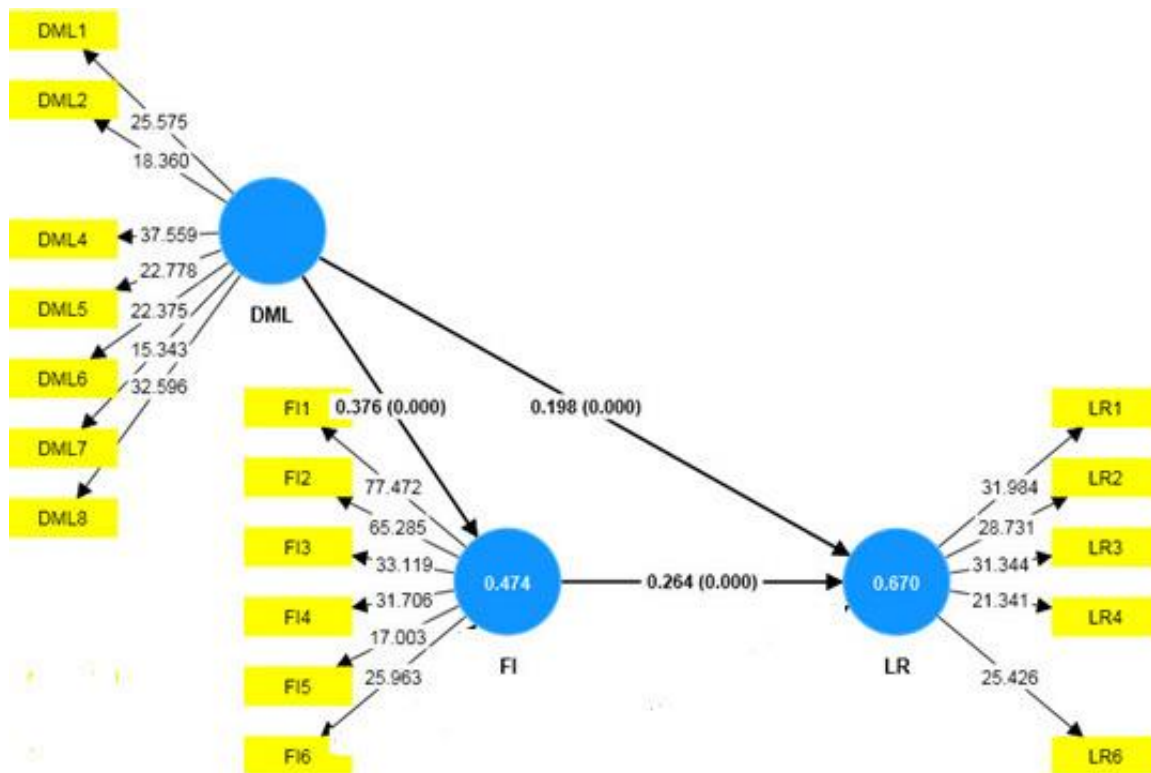 DML1
DML2
25.575
18.360
DML4
37.559
22.778
DML5
22.375
DML
15.343
DML6
32.596
DML7
DML8
FI1
0.376 (0.000)
0.198 (0.000)
LR1
FI2
77.472
31.984
LR2
65.285
28.731
FI3
33.119
31.344
LR3
0.474
0.264 (0.000)
0.670
FI4
31.706
21.341
LR4
17.003
FI
LR
FI5
25.963
25.426
FI6
LR6